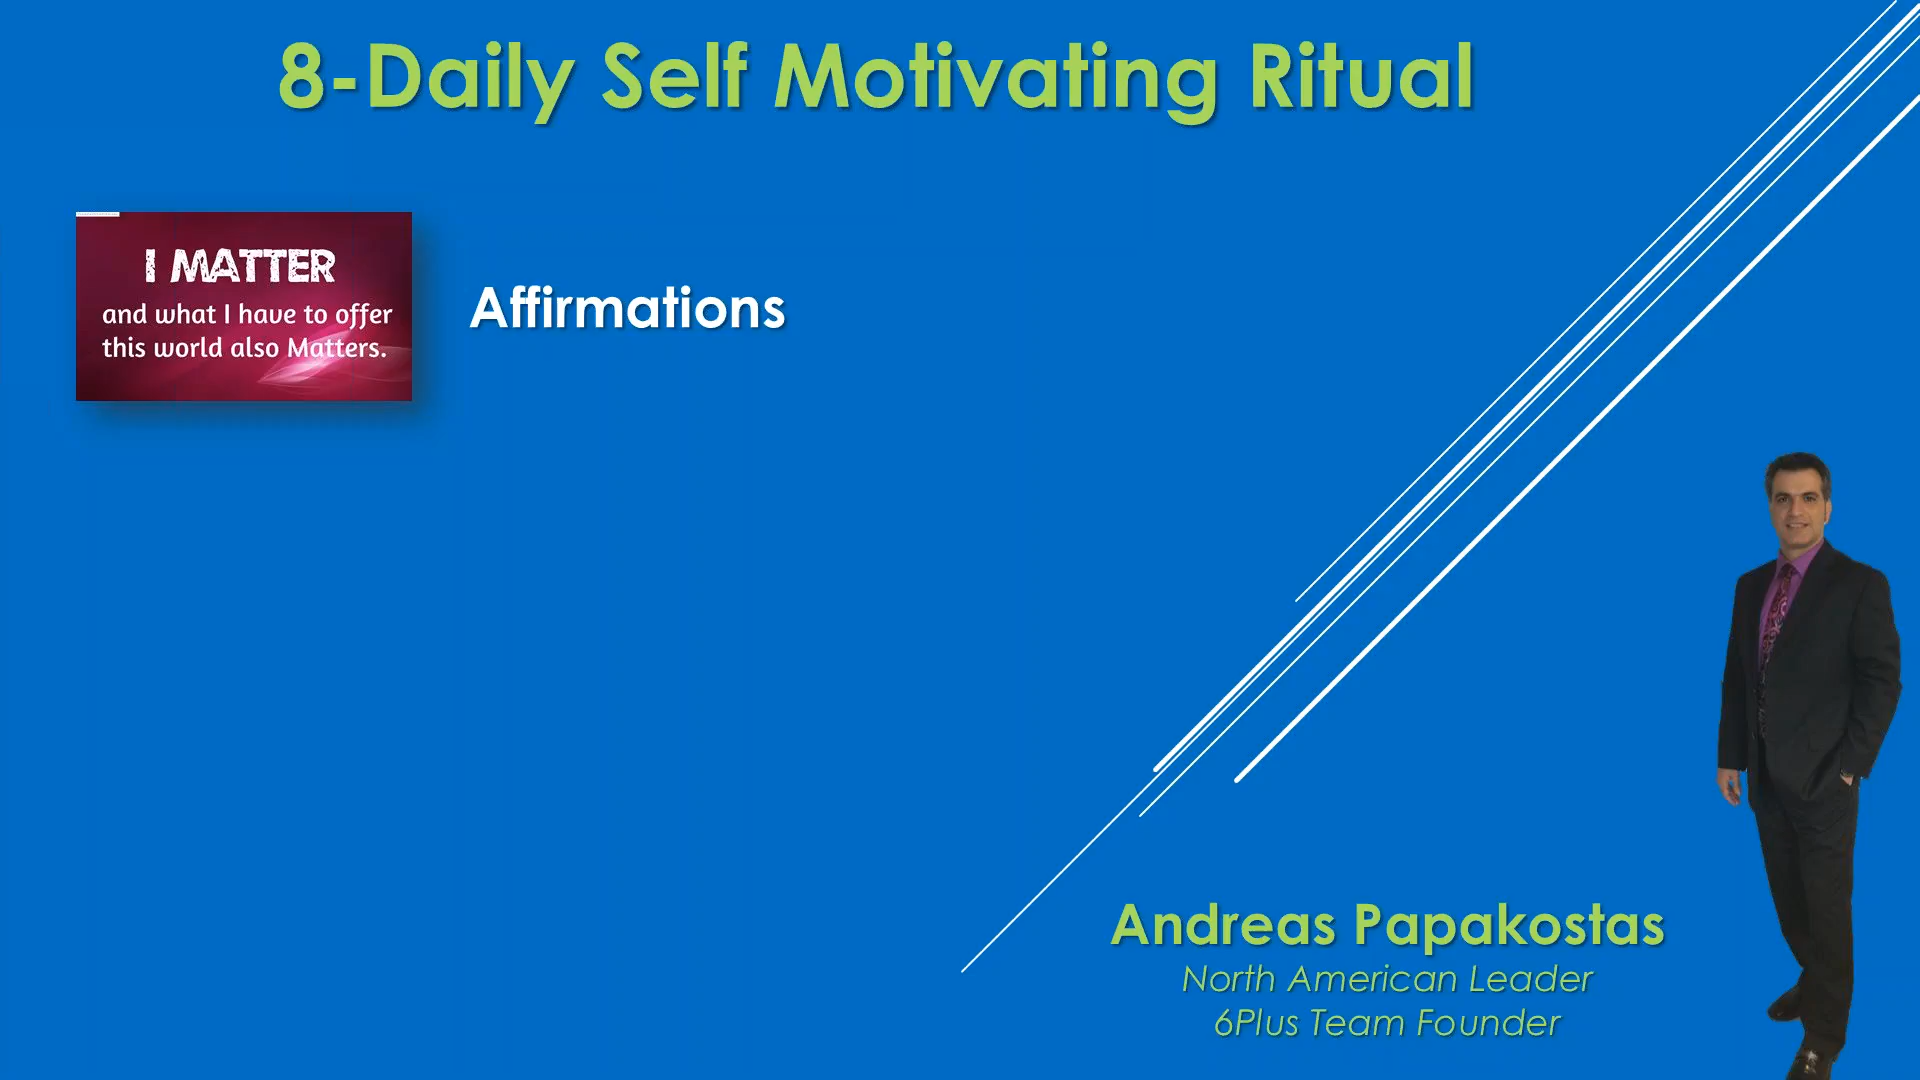 8-Daily Self Motivating Ritual
I MATTER
and what I have to offer
this world also Matters.
Affirmations
Andreas Papakostas
North American Leader
6Plus Team Founder